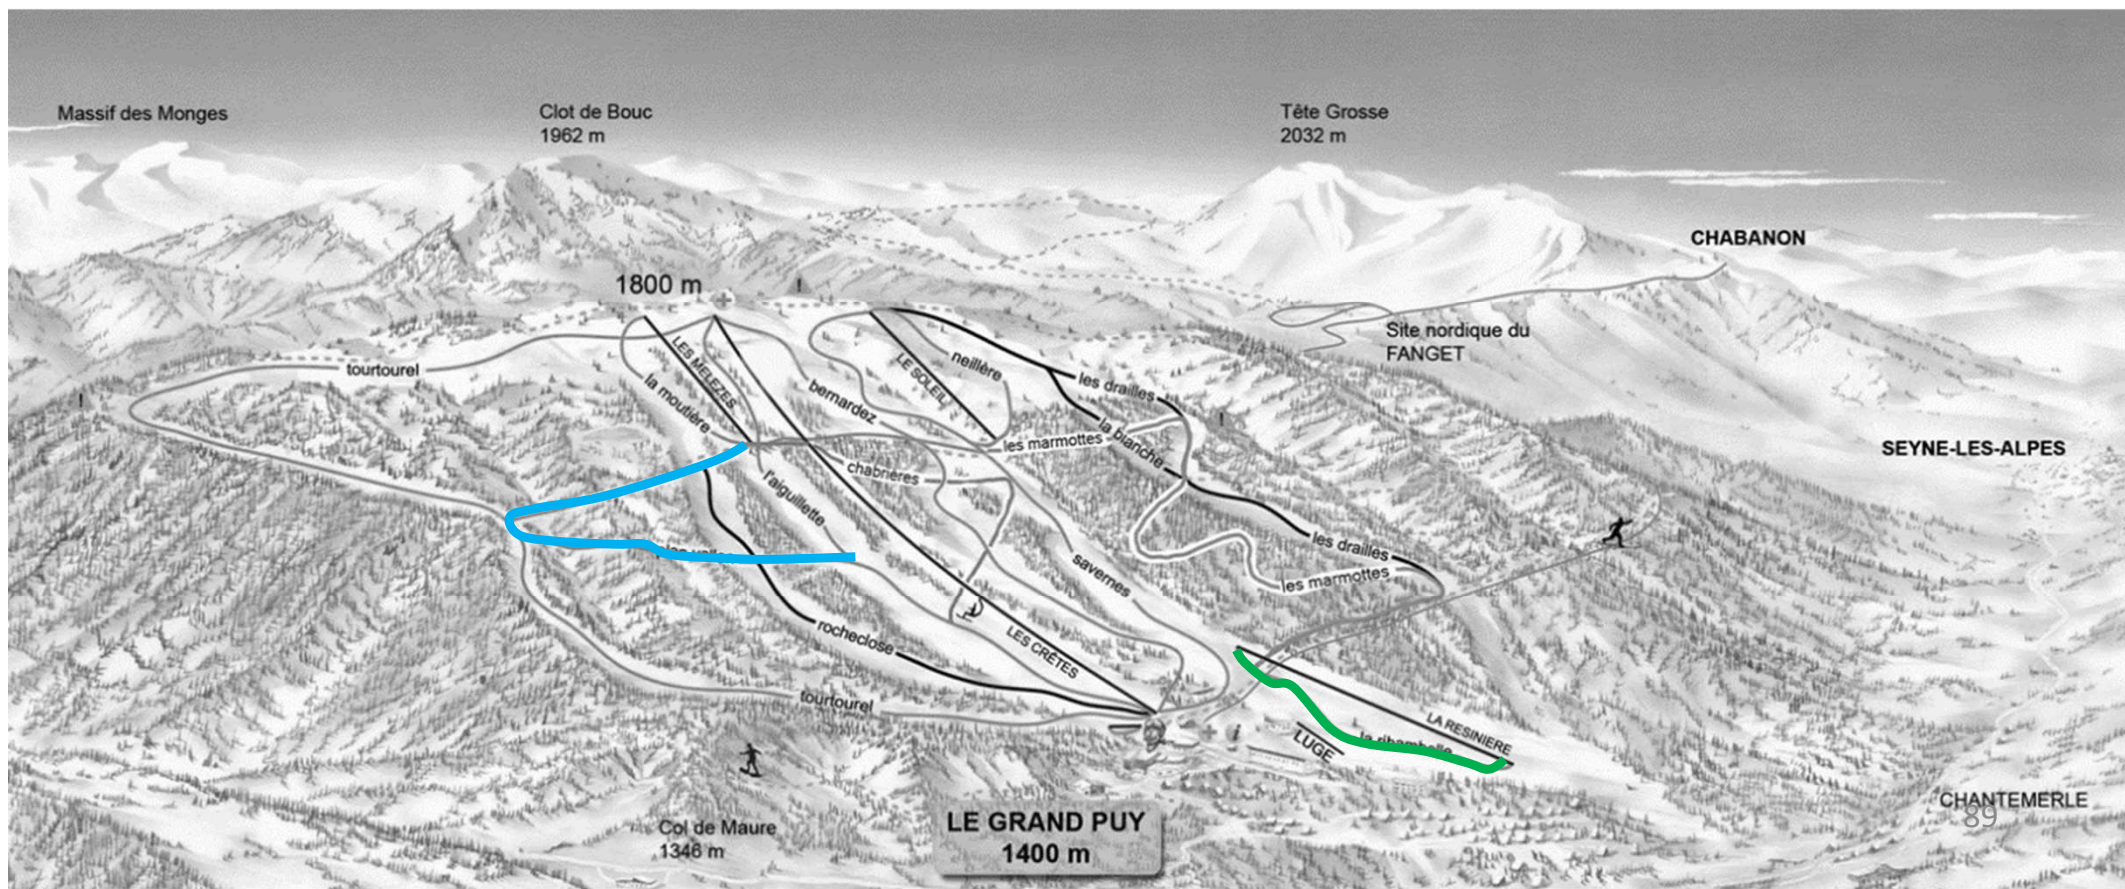 Massif des Monges
Clot de Bouc
1962 m
Tête Grosse
2032 m
CHABANON
1800 m
Site nordique du
FANGET
tourtourel
LES MELEZES
la moutière
bernardez
LE SOLEIL
neillère
les drailles
la blanche
les marmottes
chabrières
l'aiguillette
SEYNE-LES-ALPES
savernes
les drailles
les marmottes
rocheclose
LES CRÊTES
tourtourel
LA RESINIERE
la ribambelle
LUGE
i
CHANTEMERLE
89
Col de Maure
1346 m
LE GRAND PUY
1400 m